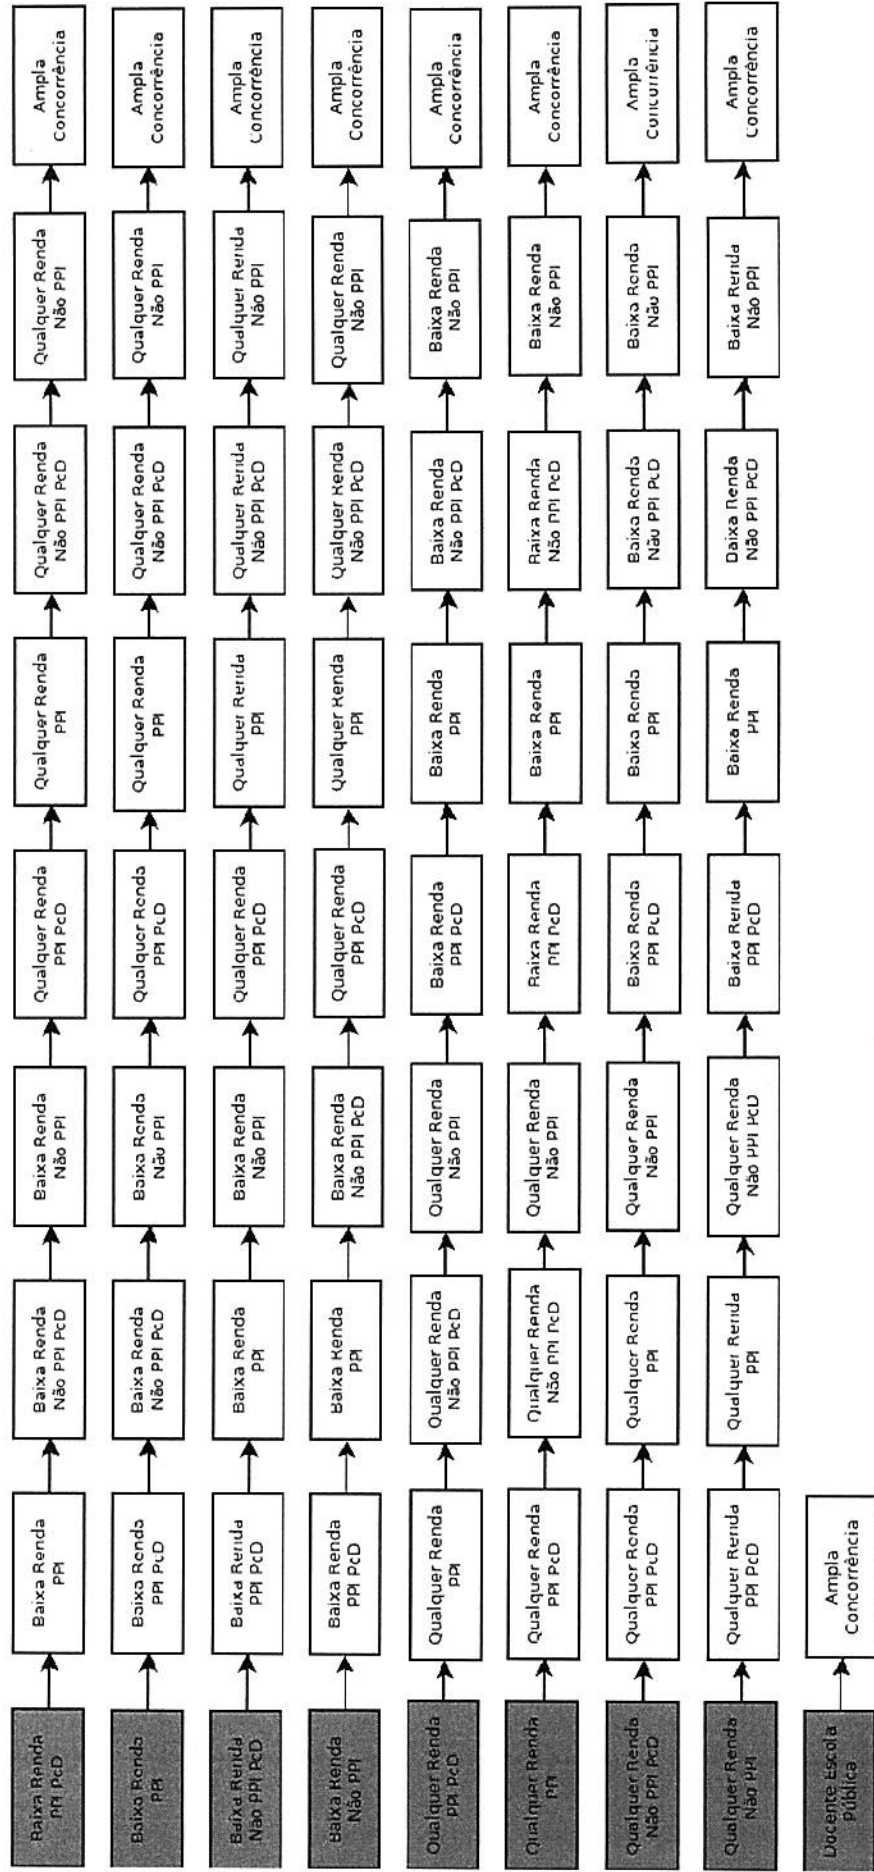 Baixa Renda
PPI PcD
Baixa Renda
PPI
Baixa Renda
Não PPI PcD
Baixa Renda
Não PPI
Qualquer Renda
PPI PcD
Qualquer Renda
PPI
Qualquer Renda
Não PPI PcD
Qualquer Renda
Não PPI
Ampla
Concorrência
Baixa Renda
PPI
Baixa Renda
PPI PcD
Baixa Renda
Não PPI PcD
Baixa Renda
Não PPI
Qualquer Renda
PPI PcD
Qualquer Renda
PPI
Qualquer Renda
Não PPI PcD
Qualquer Renda
Não PPI
Ampla
Concorrência
Baixa Renda
Não PPI PcD
Baixa Renda
PPI PcD
Baixa Renda
PPI
Baixa Renda
Não PPI
Qualquer Renda
PPI PcD
Qualquer Renda
PPI
Qualquer Renda
Não PPI PcD
Qualquer Renda
Não PPI
Ampla
Concorrência
Baixa Renda
Não PPI
Baixa Renda
PPI PcD
Baixa Renda
PPI
Baixa Renda
Não PPI PcD
Qualquer Renda
PPI PcD
Qualquer Renda
PPI
Qualquer Renda
Não PPI PcD
Qualquer Renda
Não PPI
Ampla
Concorrência
Qualquer Renda
PPI PcD
Qualquer Renda
PPI
Qualquer Renda
Não PPI PcD
Qualquer Renda
Não PPI
Baixa Renda
PPI PcD
Baixa Renda
PPI
Baixa Renda
Não PPI PcD
Baixa Renda
Não PPI
Ampla
Concorrência
Qualquer Renda
PPI
Qualquer Renda
PPI PcD
Qualquer Renda
Não PPI PcD
Qualquer Renda
Não PPI
Baixa Renda
PPI PcD
Baixa Renda
PPI
Baixa Renda
Não PPI PcD
Baixa Renda
Não PPI
Ampla
Concorrência
Qualquer Renda
Não PPI PcD
Qualquer Renda
PPI PcD
Qualquer Renda
PPI
Qualquer Renda
Não PPI
Baixa Renda
PPI PcD
Baixa Renda
PPI
Baixa Renda
Não PPI PcD
Baixa Renda
Não PPI
Ampla
Concorrência
Qualquer Renda
Não PPI
Qualquer Renda
PPI PcD
Qualquer Renda
PPI
Qualquer Renda
Não PPI PcD
Baixa Renda
PPI PcD
Baixa Renda
PPI
Baixa Renda
Não PPI PcD
Baixa Renda
Não PPI
Ampla
Concorrência
Docente Escola
Pública
Ampla
Concorrência